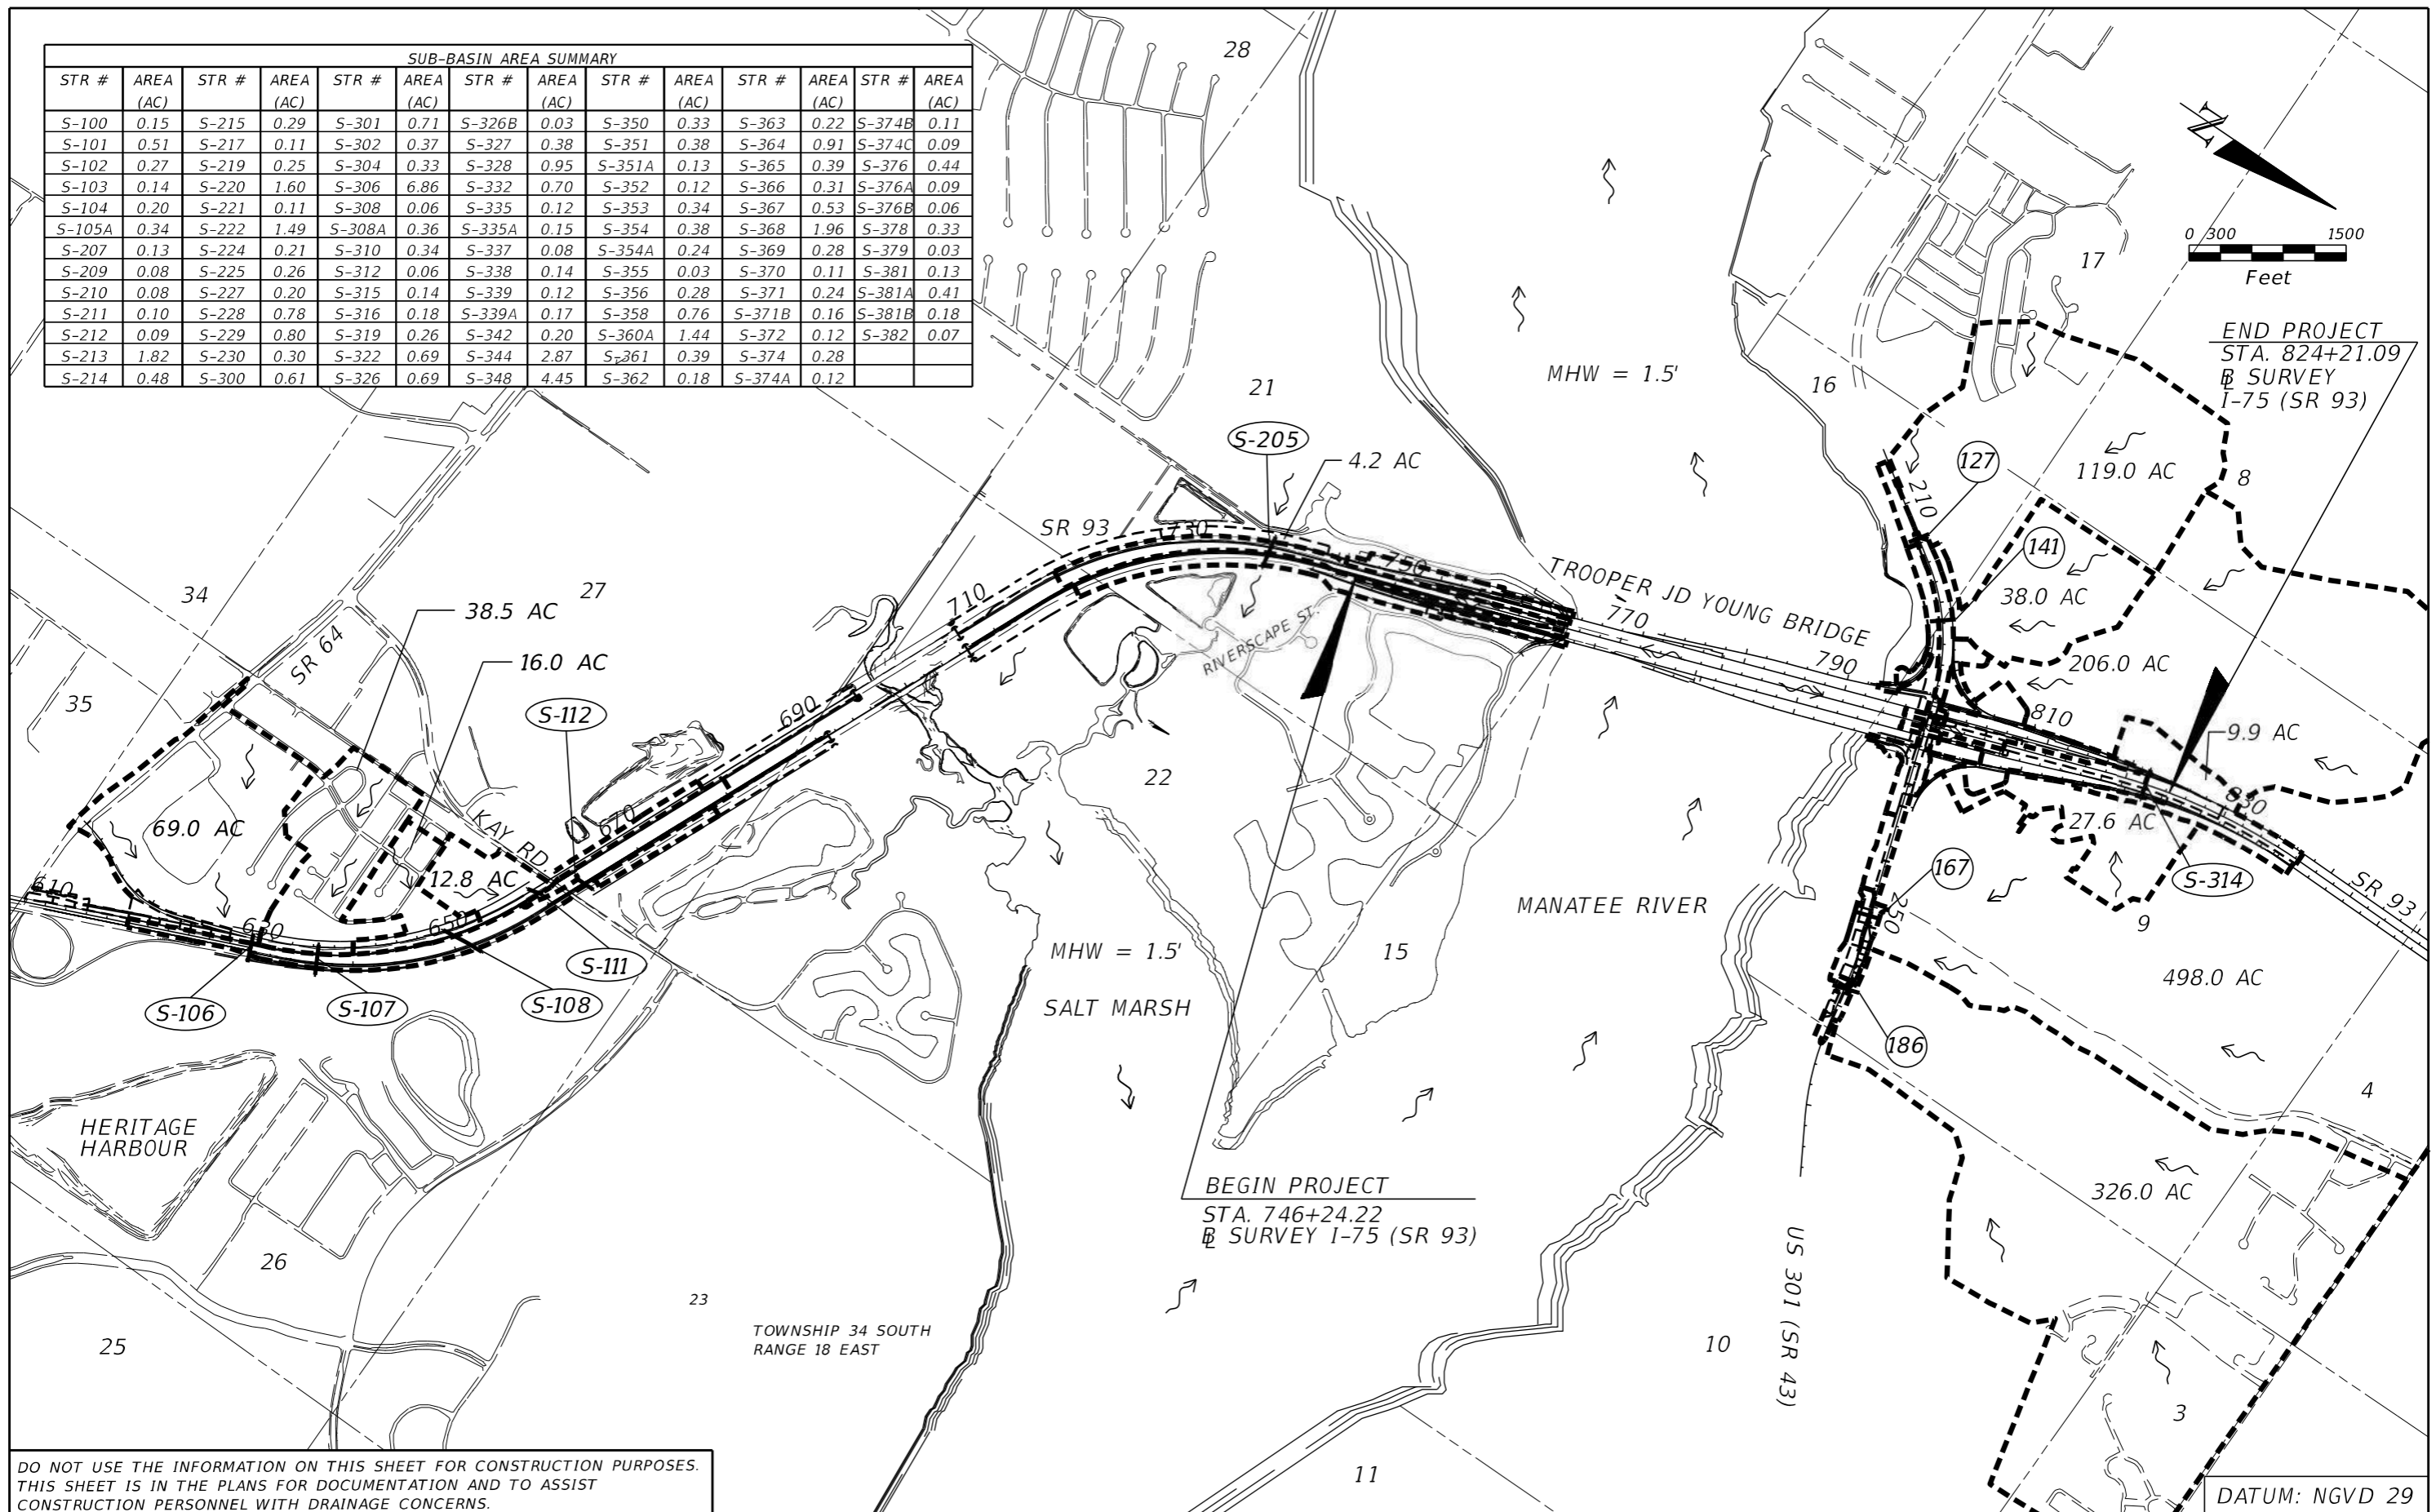 SUB-BASIN AREA SUMMARY
STR # AREA (AC) STR # AREA (AC) STR # AREA (AC) STR # AREA (AC) STR # AREA (AC) STR # AREA (AC) STR # AREA (AC)
S-100 0.15 S-215 0.29 S-301 0.71 S-326B 0.03 S-350 0.33 S-363 0.22 S-374B 0.11
S-101 0.51 S-217 0.11 S-302 0.37 S-327 0.38 S-351 0.38 S-364 0.91 S-374C 0.09
S-102 0.27 S-219 0.25 S-304 0.33 S-328 0.95 S-351A 0.13 S-365 0.39 S-376 0.44
S-103 0.14 S-220 1.60 S-306 6.86 S-332 0.70 S-352 0.12 S-366 0.31 S-376A 0.09
S-104 0.20 S-221 0.11 S-308 0.06 S-335 0.12 S-353 0.34 S-367 0.53 S-376B 0.06
S-105A 0.34 S-222 1.49 S-308A 0.36 S-335A 0.15 S-354 0.38 S-368 1.96 S-378 0.33
S-207 0.13 S-224 0.21 S-310 0.34 S-337 0.08 S-354A 0.24 S-369 0.28 S-379 0.03
S-209 0.08 S-225 0.26 S-312 0.06 S-338 0.14 S-355 0.03 S-370 0.11 S-381 0.13
S-210 0.08 S-227 0.20 S-315 0.14 S-339 0.12 S-356 0.28 S-371 0.24 S-381A 0.41
S-211 0.10 S-228 0.78 S-316 0.18 S-339A 0.17 S-358 0.76 S-371B 0.16 S-381B 0.18
S-212 0.09 S-229 0.80 S-319 0.26 S-342 0.20 S-360A 1.44 S-372 0.12 S-382 0.07
S-213 1.82 S-230 0.30 S-322 0.69 S-344 2.87 S-361 0.39 S-374 0.28
S-214 0.48 S-300 0.61 S-326 0.69 S-348 4.45 S-362 0.18 S-374A 0.12
28
N
0 300 1500
Feet
17
END PROJECT
STA. 824+21.09
BL SURVEY
I-75 (SR 93)
MHW = 1.5'
16
21
S-205
4.2 AC
127
119.0 AC
8
210
SR 93
730
750
141
TROOPER JD YOUNG BRIDGE
38.0 AC
34
27
38.5 AC
710
770
RIVERSCAPE ST.
SR 64
16.0 AC
790
206.0 AC
35
S-112
690
810
9.9 AC
22
670
830
69.0 AC
KAY RD
27.6 AC
12.8 AC
610
167
S-314
SR 93
630
650
MANATEE RIVER
250
9
15
MHW = 1.5'
S-111
498.0 AC
S-106
S-107
S-108
SALT MARSH
186
4
HERITAGE
HARBOUR
BEGIN PROJECT
STA. 746+24.22
BL SURVEY I-75 (SR 93)
326.0 AC
26
US 301 (SR 43)
23
TOWNSHIP 34 SOUTH
RANGE 18 EAST
25
10
3
11
DO NOT USE THE INFORMATION ON THIS SHEET FOR CONSTRUCTION PURPOSES.
THIS SHEET IS IN THE PLANS FOR DOCUMENTATION AND TO ASSIST
CONSTRUCTION PERSONNEL WITH DRAINAGE CONCERNS.
DATUM: NGVD 29